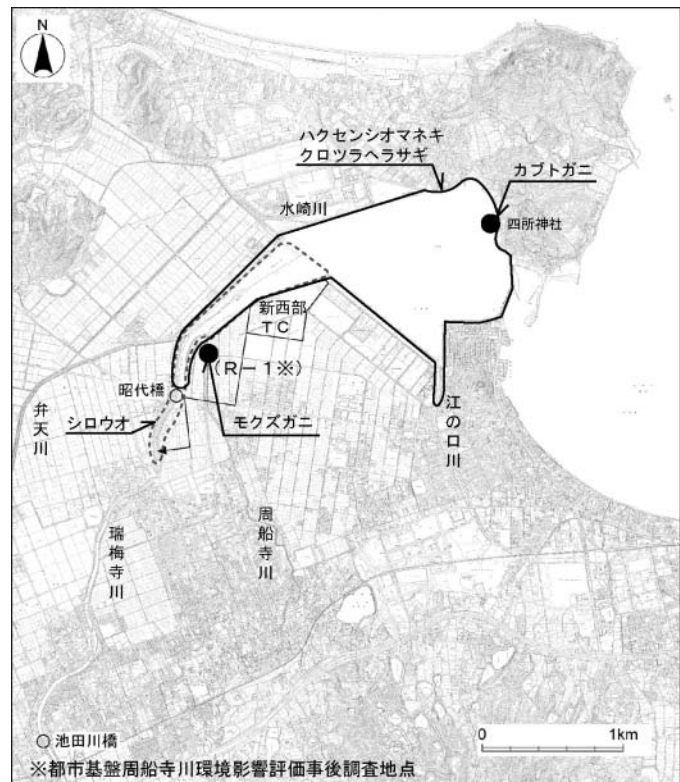 N
ハクセンシオマネキ
クロツラヘラサギ
カブトガニ
水崎川
四所神社
新西部
TC
(R－1※)
昭代橋
弁天川
シロウオ
モクズガニ
江の口川
瑞梅寺川
周船寺川
池田川橋
0 1km
※都市基盤周船寺川環境影響評価事後調査地点